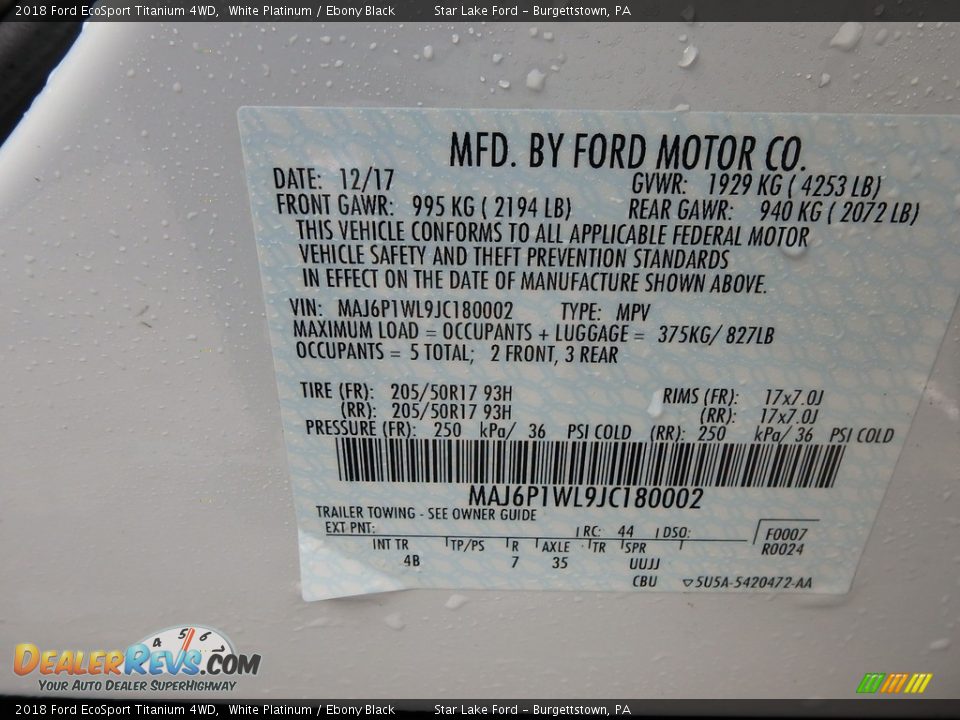 2018 Ford EcoSport Titanium 4WD, White Platinum / Ebony Black Star Lake Ford - Burgettstown, PA
MFD. BY FORD MOTOR CO.
DATE: 12/17 GVWR: 1929 KG ( 4253 LB)
FRONT GAWR: 995 KG ( 2194 LB) REAR GAWR: 940 KG ( 2072 LB)
THIS VEHICLE CONFORMS TO ALL APPLICABLE FEDERAL MOTOR
VEHICLE SAFETY AND THEFT PREVENTION STANDARDS
IN EFFECT ON THE DATE OF MANUFACTURE SHOWN ABOVE.
VIN: MAJ6P1WL9JC180002 TYPE: MPV
MAXIMUM LOAD = OCCUPANTS + LUGGAGE = 375KG/ 827LB
OCCUPANTS = 5 TOTAL; 2 FRONT, 3 REAR
TIRE (FR): 205/50R17 93H RIMS (FR): 17x7.0J
(RR): 205/50R17 93H (RR): 17x7.0J
PRESSURE (FR): 250 kPa/ 36 PSI COLD (RR): 250 kPa/ 36 PSI COLD
MAJ6P1WL9JC180002
TRAILER TOWING - SEE OWNER GUIDE
EXT PNT: RC: 44 DSO: F0007
R0024
INT TR TP/PS R AXLE TR SPR
4B 7 35 UUJJ
CBU ▽5U5A-5420472-AA
4 5 6
DEALERREVS.COM
YOUR AUTO DEALER SUPERHIGHWAY
2018 Ford EcoSport Titanium 4WD, White Platinum / Ebony Black Star Lake Ford - Burgettstown, PA